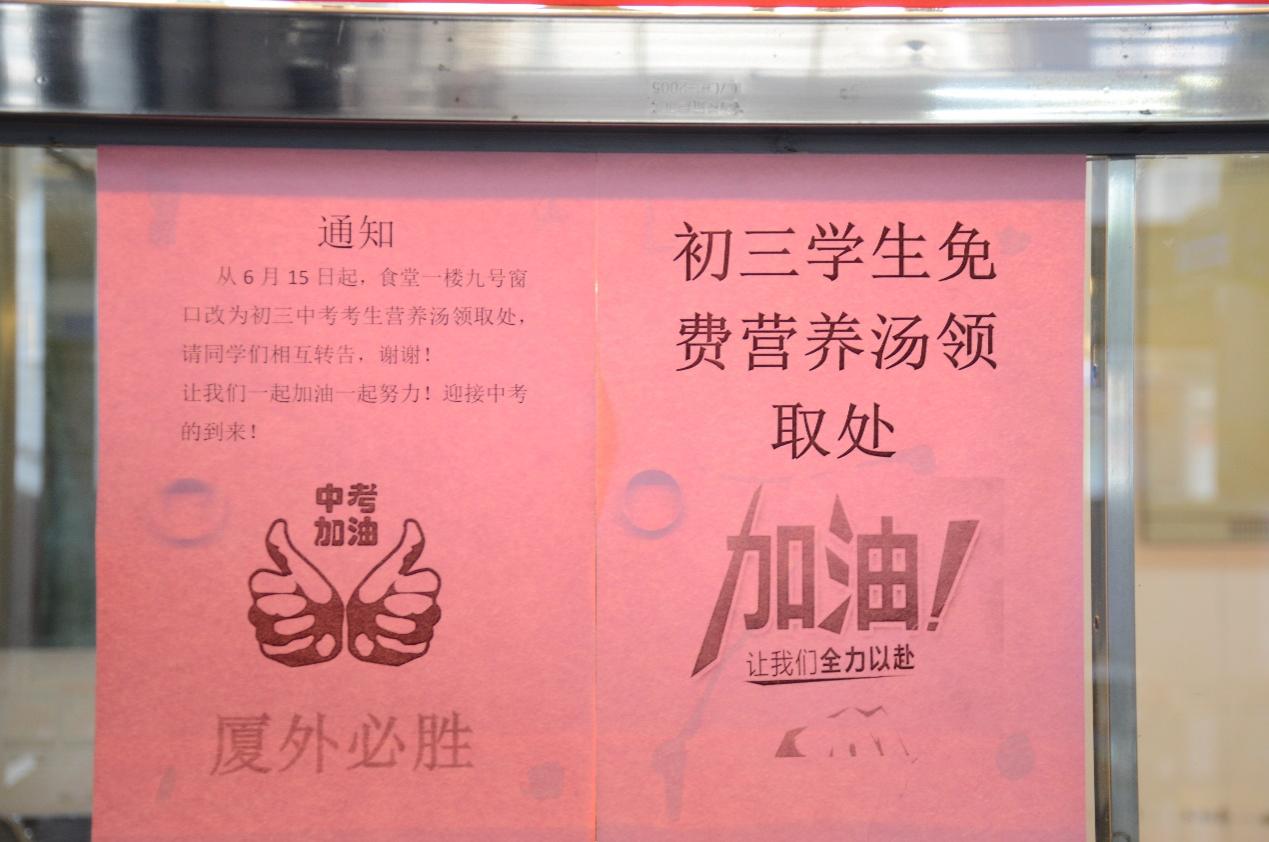 通知
从 6 月 15 日起，食堂一楼九号窗
口改为初三中考考生营养汤领取处，
请同学们相互转告，谢谢！
让我们一起加油一起努力！迎接中考
的到来！
中考
加油
厦外必胜
初三学生免
费营养汤领
取处
加油！
让我们全力以赴